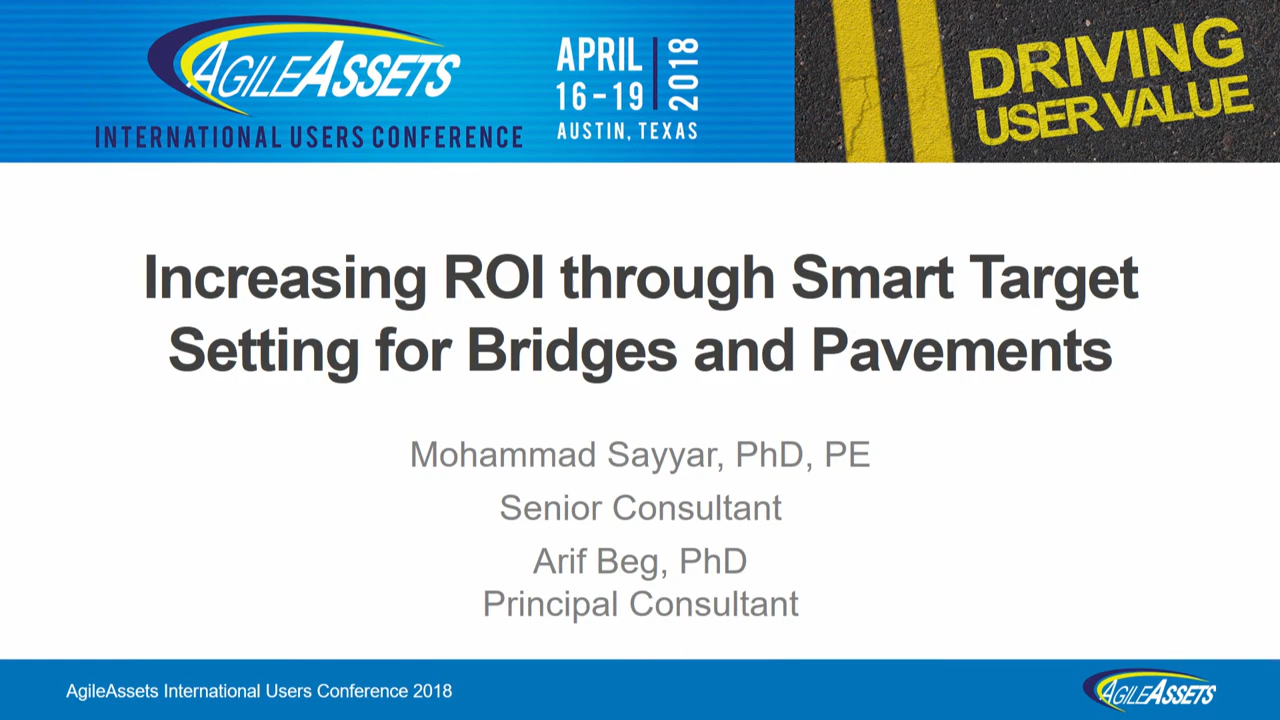 AGILEASSETS
INTERNATIONAL USERS CONFERENCE
APRIL
16-19
2018
AUSTIN, TEXAS
DRIVING
USER VALUE
Increasing ROI through Smart Target
Setting for Bridges and Pavements
Mohammad Sayyar, PhD, PE
Senior Consultant
Arif Beg, PhD
Principal Consultant
AgileAssets International Users Conference 2018
AGILEASSETS